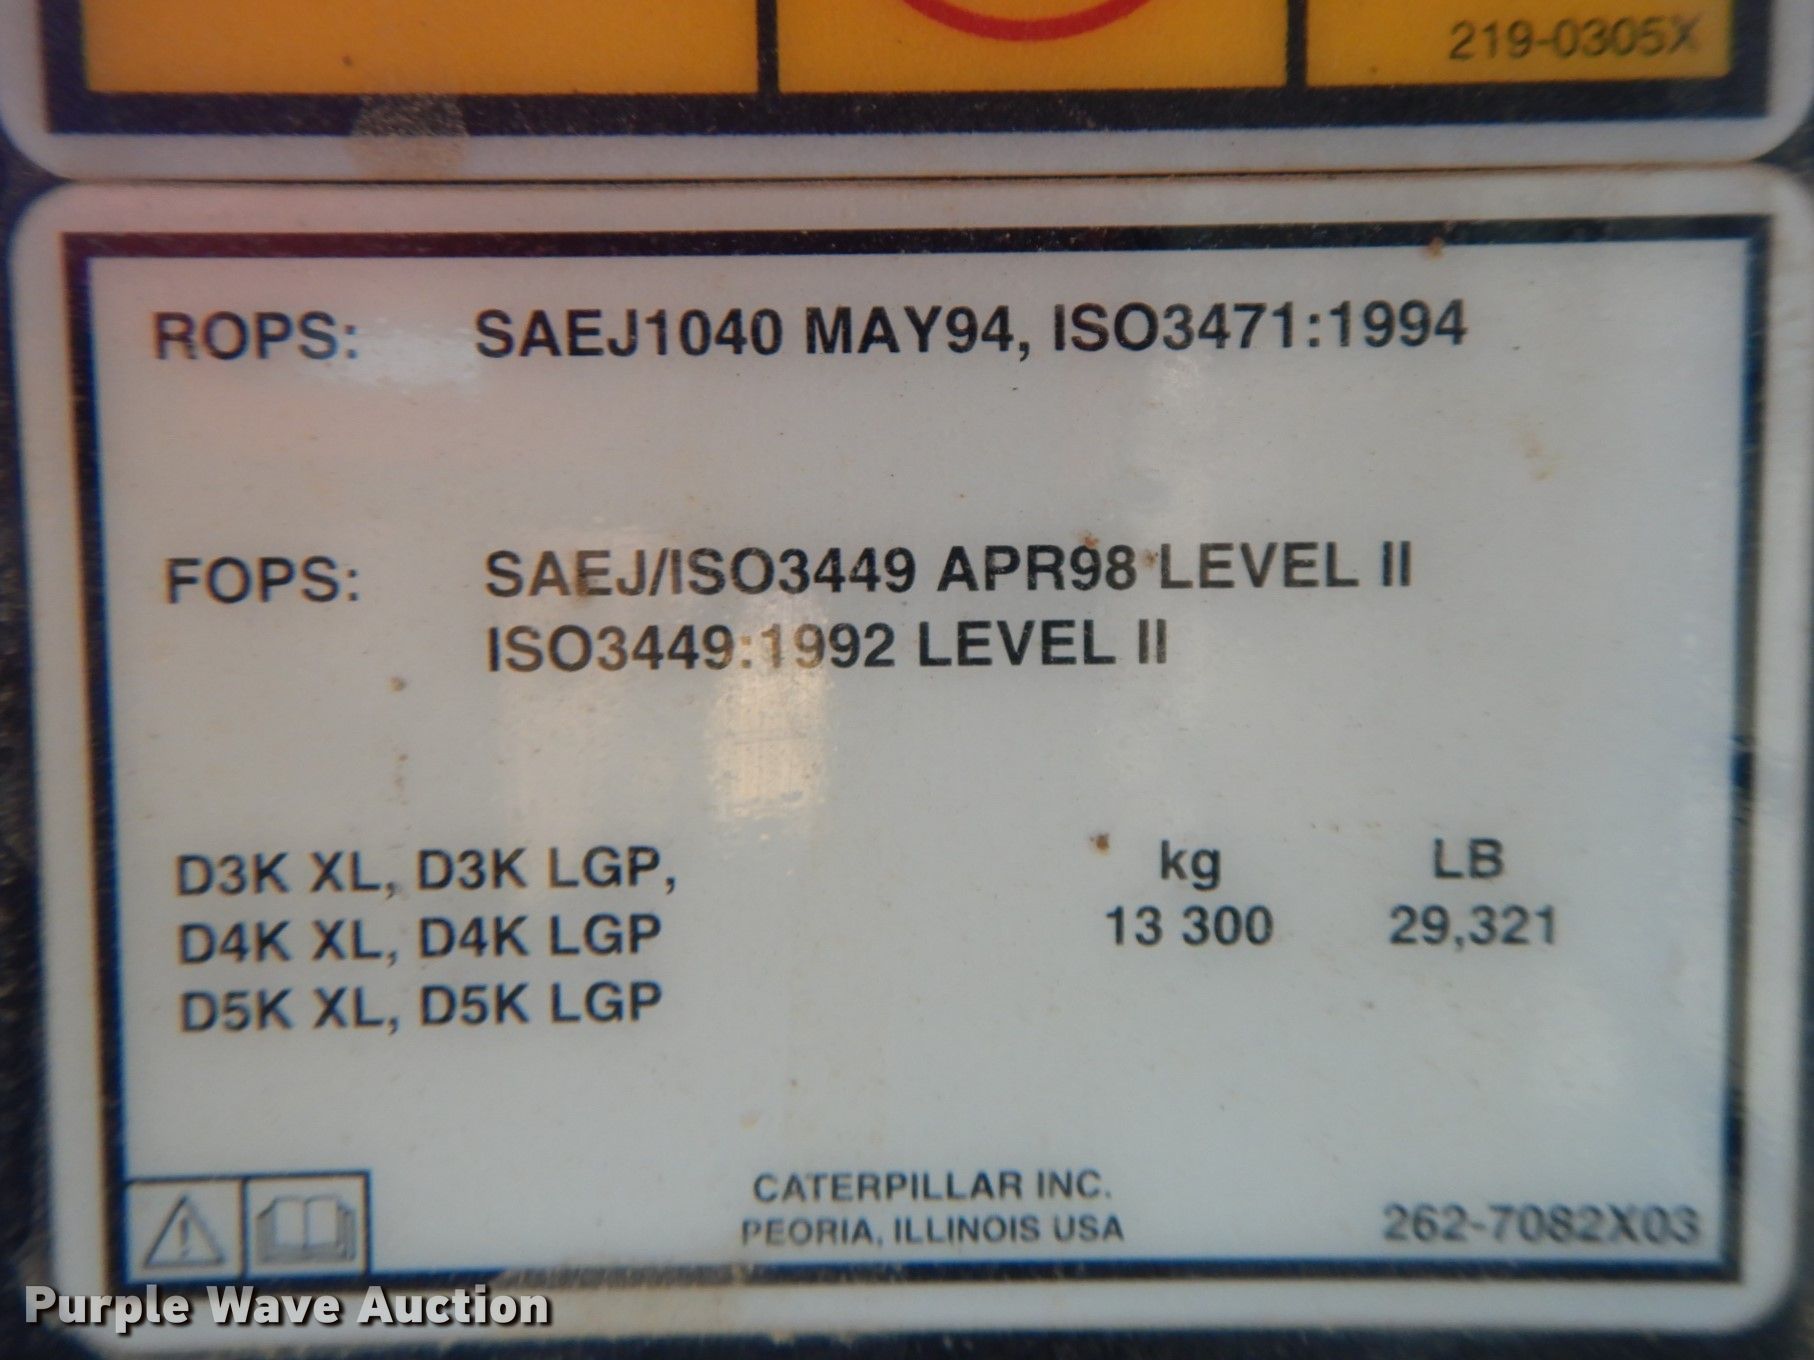 219-0305X
ROPS: SAEJ1040 MAY94, ISO3471:1994
FOPS: SAEJ/ISO3449 APR98 LEVEL II
ISO3449:1992 LEVEL II
kg LB
D3K XL, D3K LGP,
13 300 29,321
D4K XL, D4K LGP
D5K XL, D5K LGP
CATERPILLAR INC.
PEORIA, ILLINOIS USA
262-7082X03
Purple Wave Auction